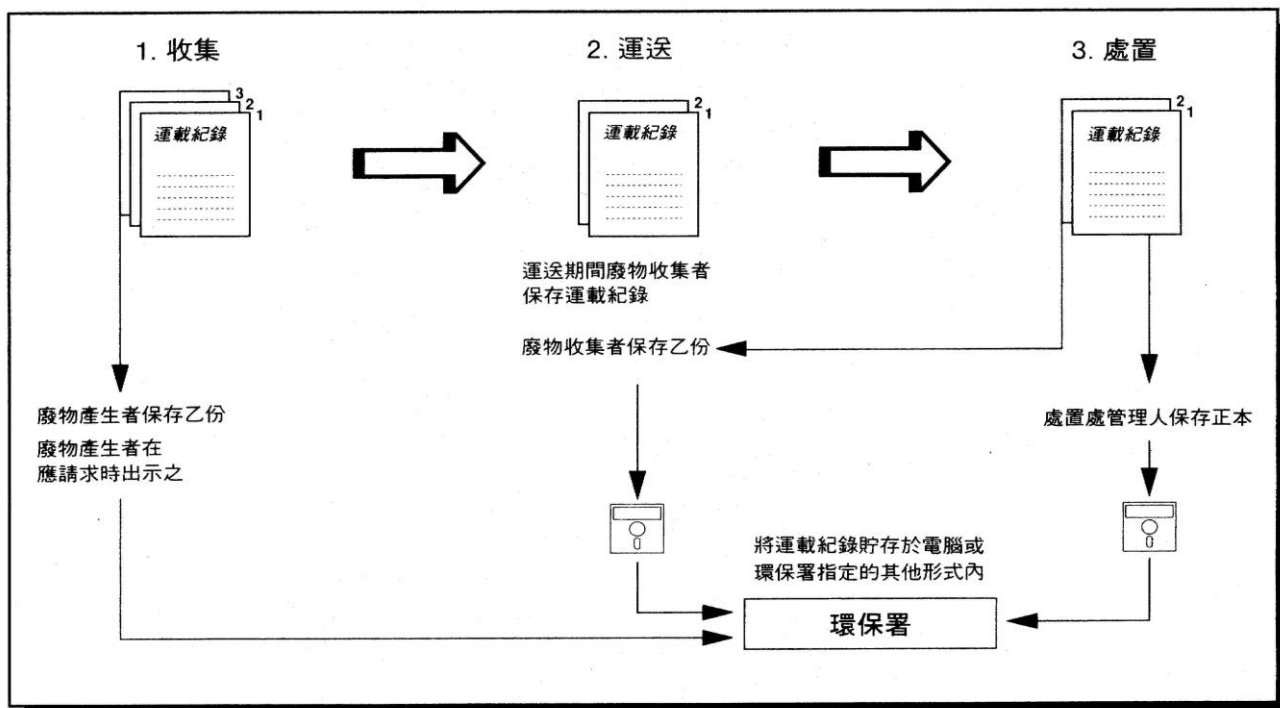 1. 收集
2. 運送
3. 處置
3
2
1
運載紀錄
2
1
運載紀錄
2
1
運載紀錄
運送期間廢物收集者
保存運載紀錄
廢物收集者保存乙份
廢物產生者保存乙份
廢物產生者在
應請求時出示之
處置處管理人保存正本
將運載紀錄貯存於電腦或
環保署指定的其他形式內
環保署